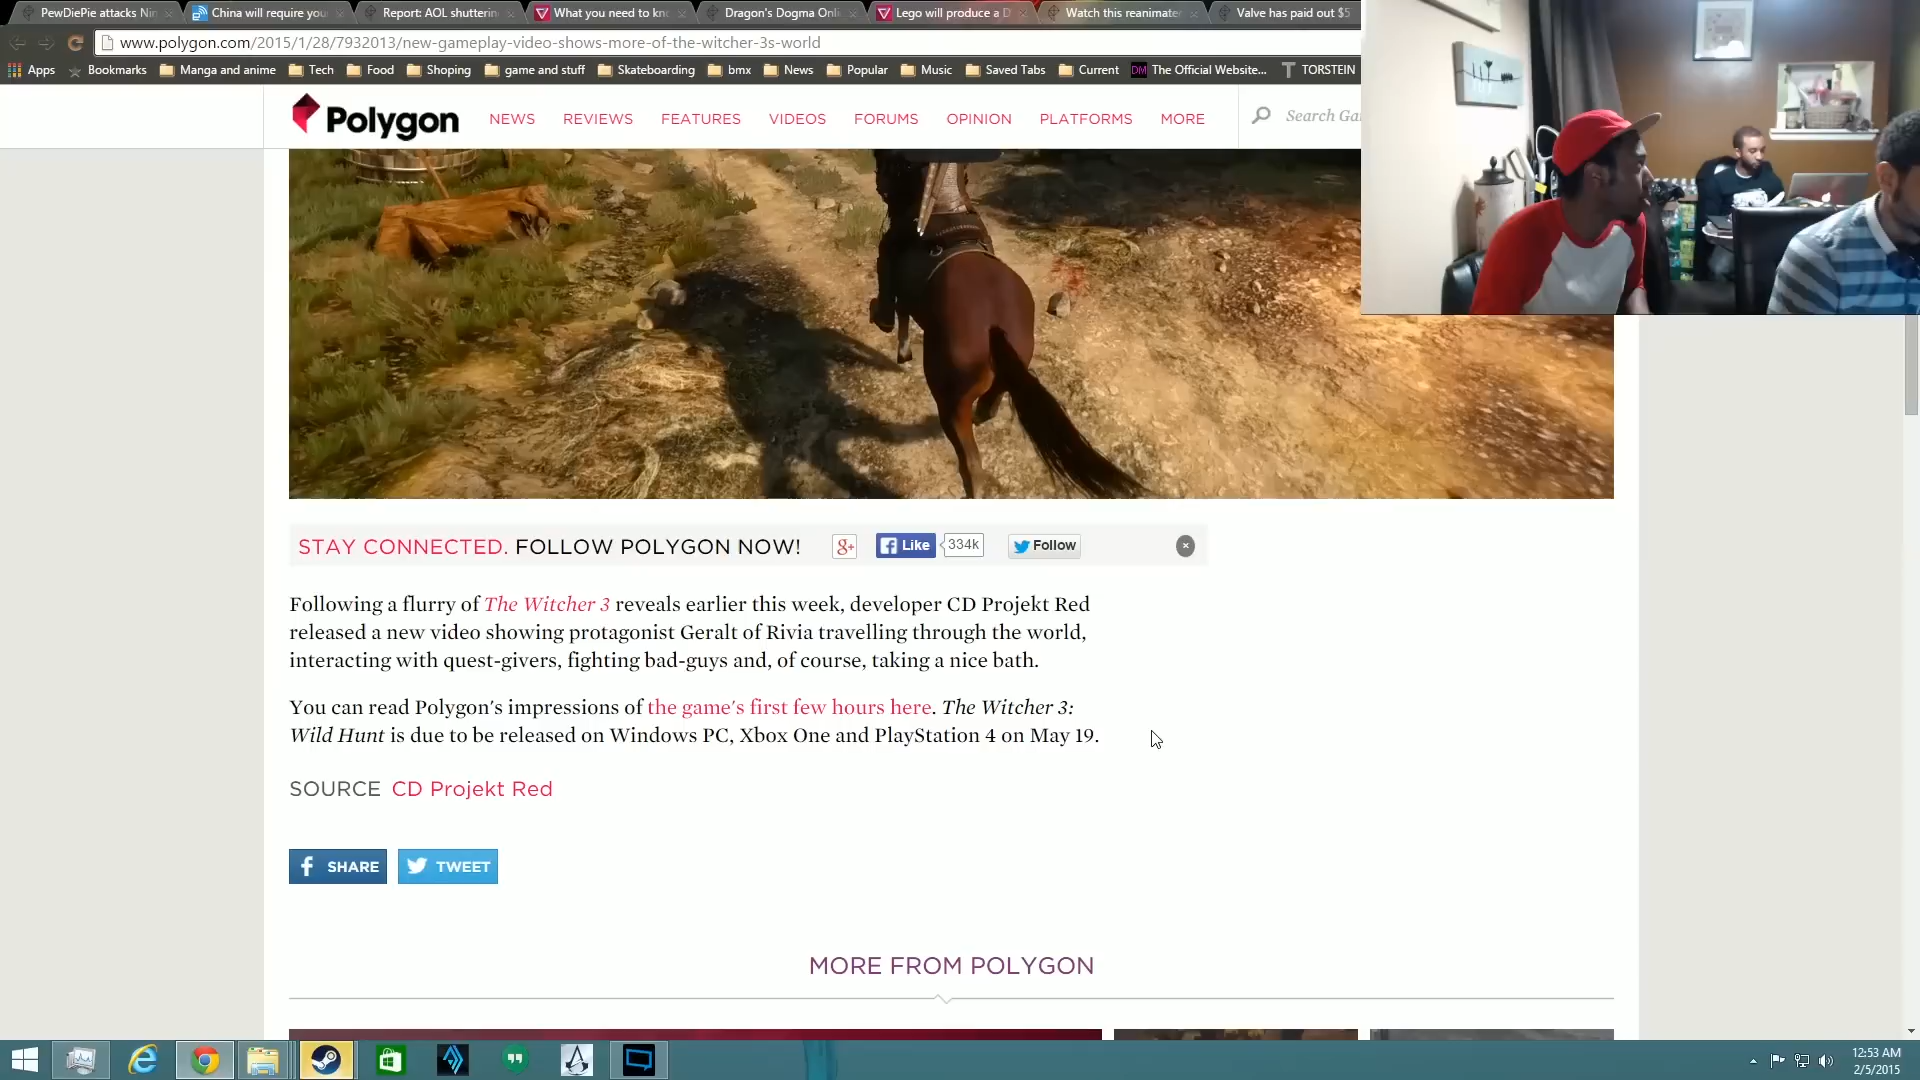 PewDiePie attacks Nin
China will require you
Report: AOL shutterin
What you need to kn
Dragon's Dogma Onli
Lego will produce a D
Watch this reanimate
Valve has paid out $5
www.polygon.com/2015/1/28/7932013/new-gameplay-video-shows-more-of-the-witcher-3s-world
Apps Bookmarks Manga and anime Tech Food Shoping game and stuff Skateboarding bmx News Popular Music Saved Tabs Current DM The Official Website... TORSTEIN
Polygon NEWS REVIEWS FEATURES VIDEOS FORUMS OPINION PLATFORMS MORE Search Ga
STAY CONNECTED. FOLLOW POLYGON NOW! g+ Like 334k Follow
Following a flurry of The Witcher 3 reveals earlier this week, developer CD Projekt Red
released a new video showing protagonist Geralt of Rivia travelling through the world,
interacting with quest-givers, fighting bad-guys and, of course, taking a nice bath.
You can read Polygon's impressions of the game's first few hours here. The Witcher 3:
Wild Hunt is due to be released on Windows PC, Xbox One and PlayStation 4 on May 19.
SOURCE CD Projekt Red
SHARE TWEET
MORE FROM POLYGON
12:53 AM
2/5/2015